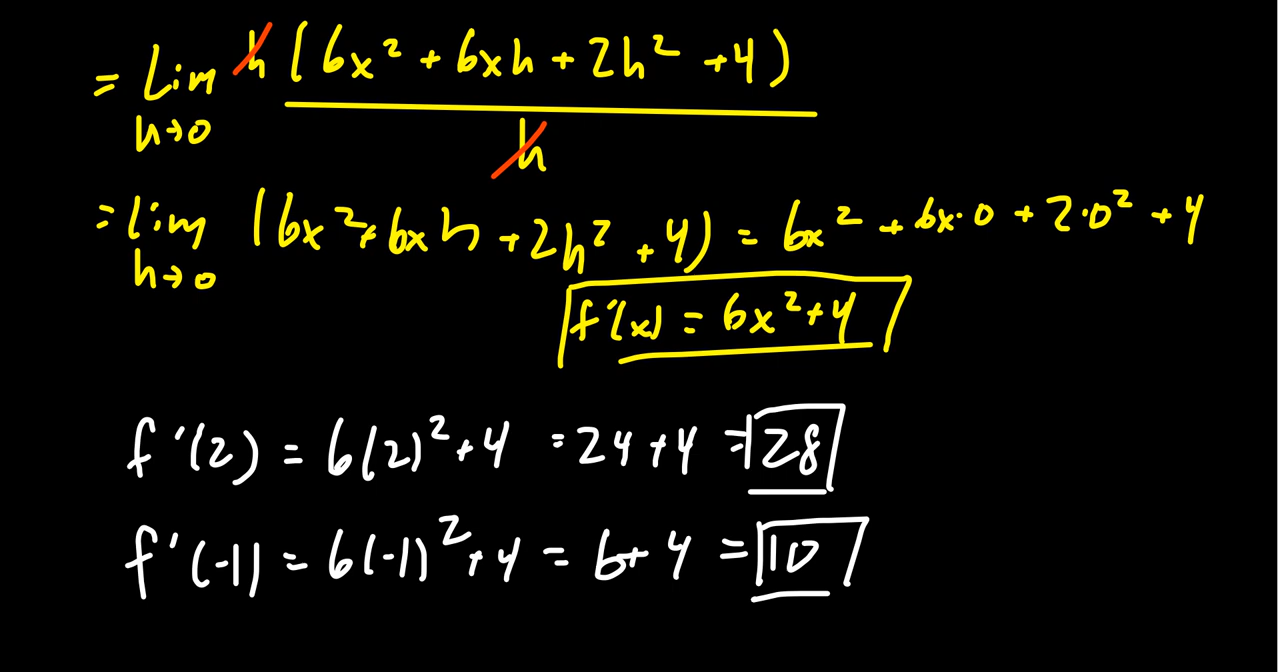 = lim h(6x² + 6xh + 2h² + 4)
h→0 h
= lim (6x² + 6xh + 2h² + 4) = 6x² + 6x·0 + 2·0² + 4
h→0
f'(x) = 6x² + 4
f'(2) = 6(2)² + 4 = 24 + 4 = 28
f'(-1) = 6(-1)² + 4 = 6 + 4 = 10